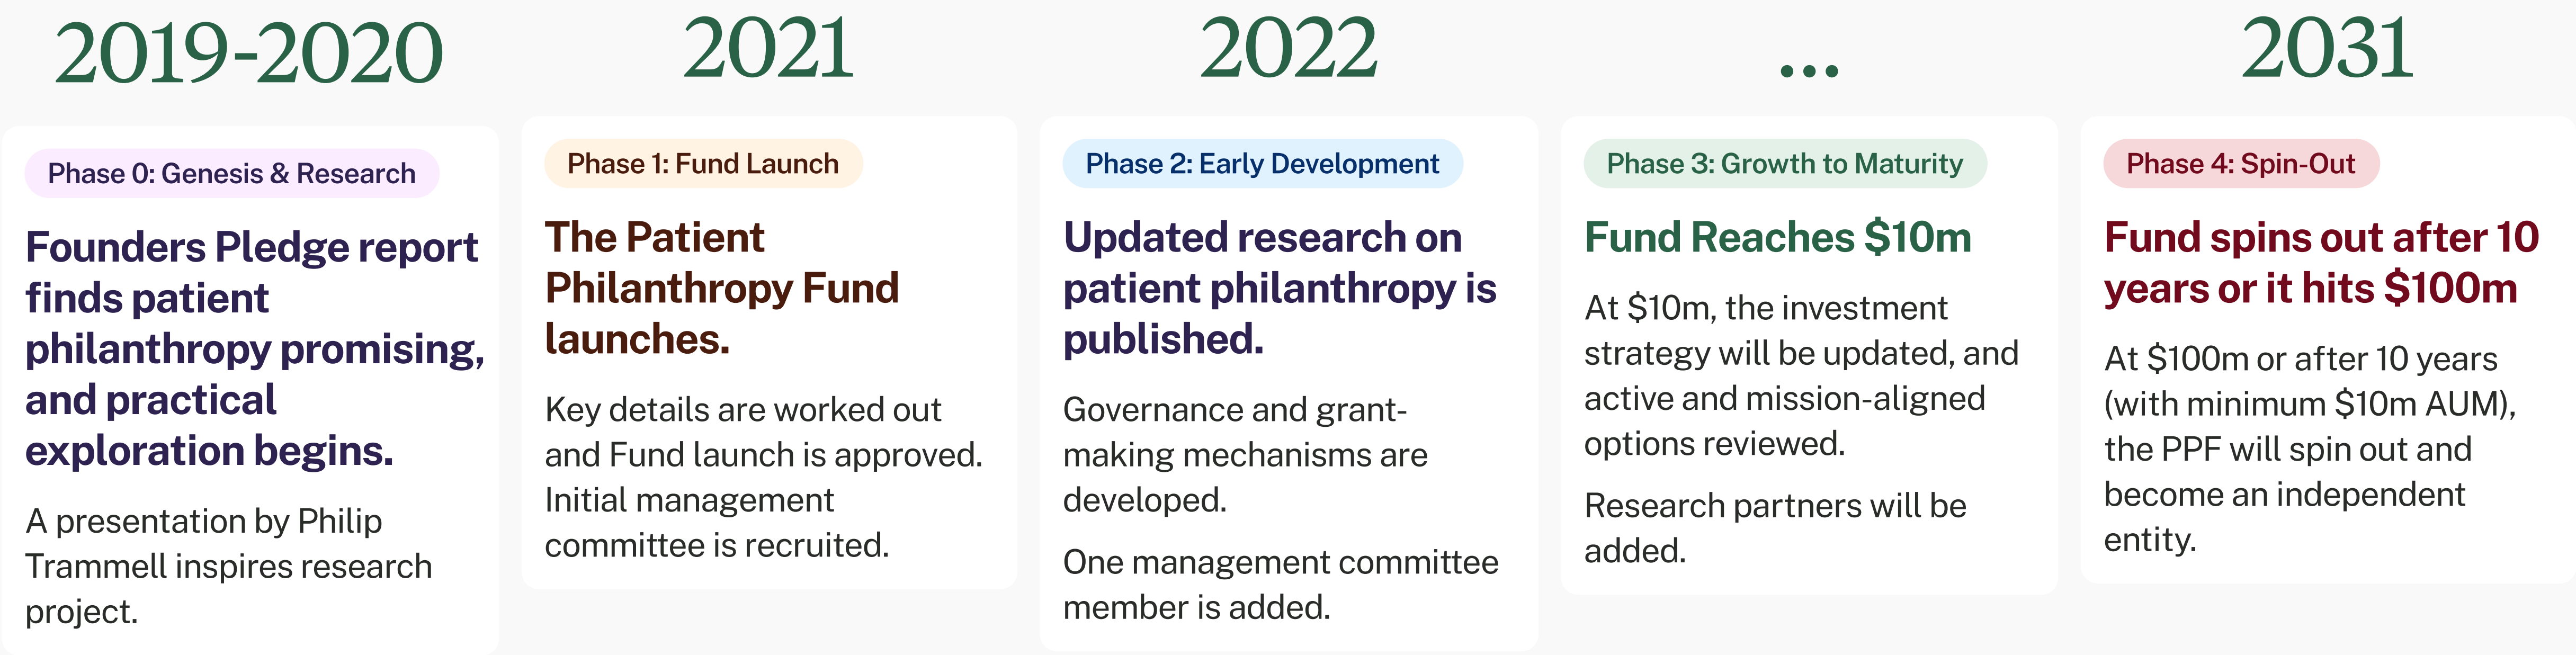 2019-2020
Phase 0: Genesis & Research
Founders Pledge report
finds patient
philanthropy promising,
and practical
exploration begins.
A presentation by Philip
Trammell inspires research
project.
2021
Phase 1: Fund Launch
The Patient
Philanthropy Fund
launches.
Key details are worked out
and Fund launch is approved.
Initial management
committee is recruited.
2022
Phase 2: Early Development
Updated research on
patient philanthropy is
published.
Governance and grant-
making mechanisms are
developed.
One management committee
member is added.
...
Phase 3: Growth to Maturity
Fund Reaches $10m
At $10m, the investment
strategy will be updated, and
active and mission-aligned
options reviewed.
Research partners will be
added.
2031
Phase 4: Spin-Out
Fund spins out after 10
years or it hits $100m
At $100m or after 10 years
(with minimum $10m AUM),
the PPF will spin out and
become an independent
entity.